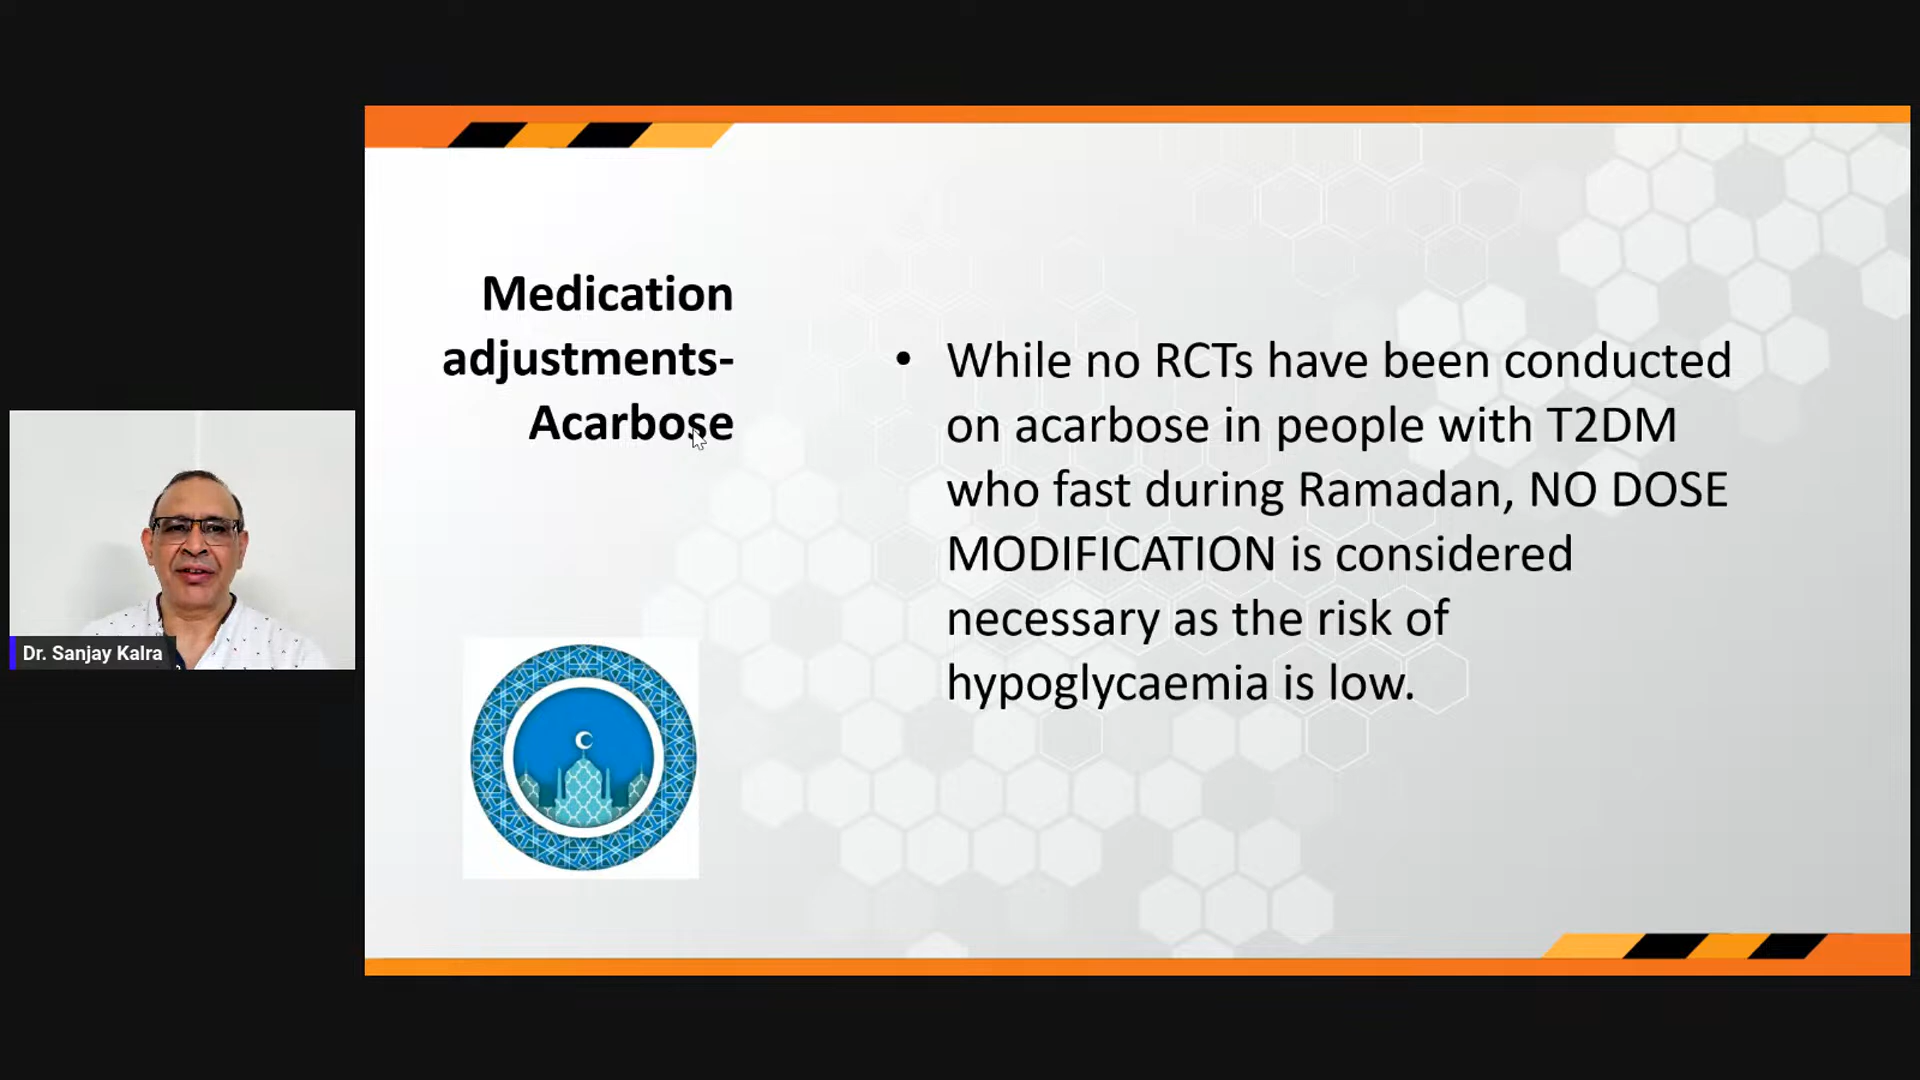 Medication
adjustments-
Acarbose
• While no RCTs have been conducted
on acarbose in people with T2DM
who fast during Ramadan, NO DOSE
MODIFICATION is considered
necessary as the risk of
hypoglycaemia is low.
Dr. Sanjay Kalra